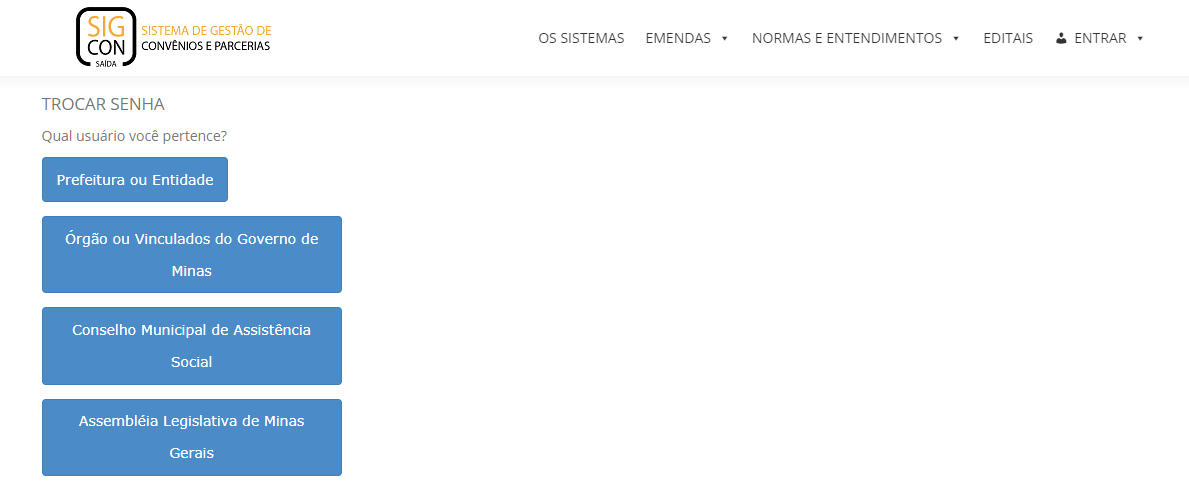 SIG
CON
SAÍDA
SISTEMA DE GESTÃO DE
CONVÊNIOS E PARCERIAS
OS SISTEMAS EMENDAS NORMAS E ENTENDIMENTOS EDITAIS ENTRAR
TROCAR SENHA
Qual usuário você pertence?
Prefeitura ou Entidade
Órgão ou Vinculados do Governo de
Minas
Conselho Municipal de Assistência
Social
Assembléia Legislativa de Minas
Gerais